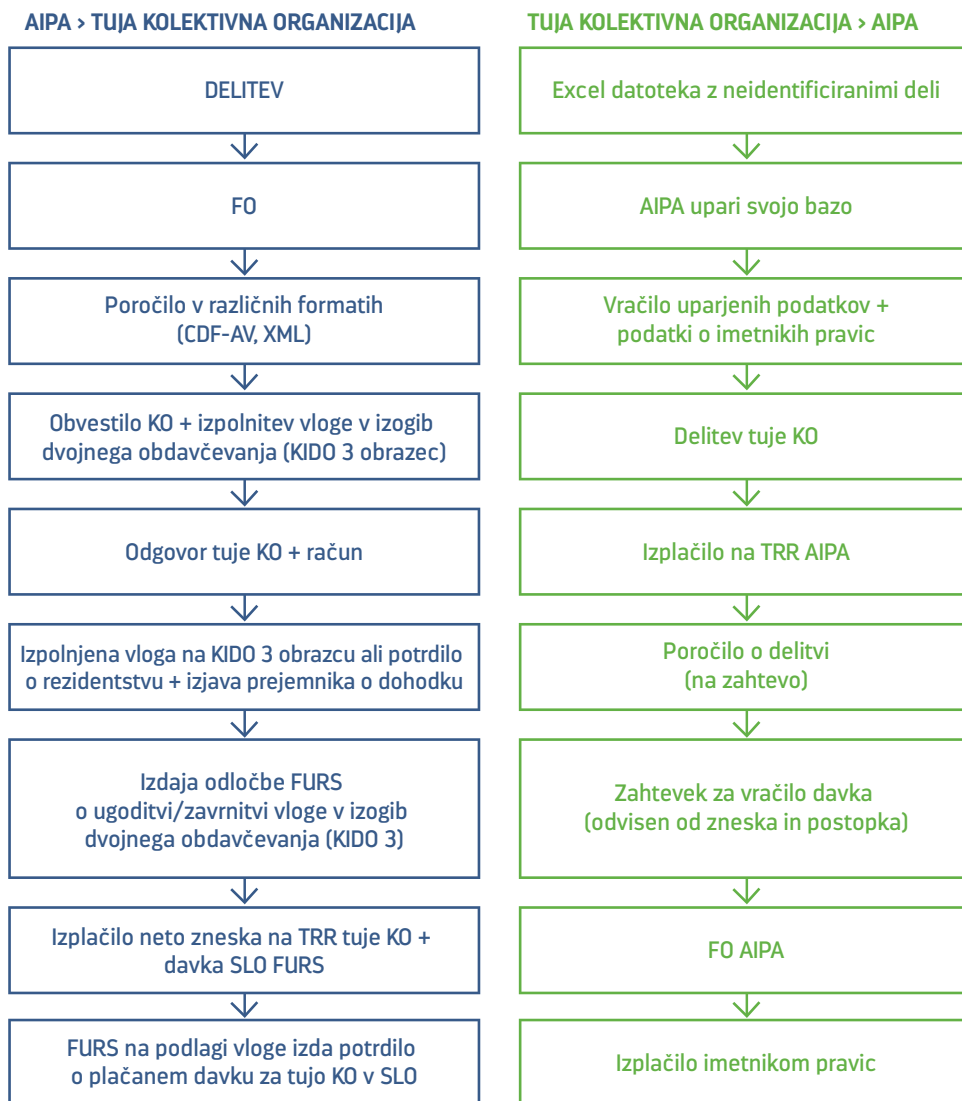 AIPA > TUJA KOLEKTIVNA ORGANIZACIJA
DELITEV
FO
Poročilo v različnih formatih
(CDF-AV, XML)
Obvestilo KO + izpolnitev vloge v izogib
dvojnega obdavčevanja (KIDO 3 obrazec)
Odgovor tuje KO + račun
Izpolnjena vloga na KIDO 3 obrazcu ali potrdilo
o rezidentstvu + izjava prejemnika o dohodku
Izdaja odločbe FURS
o ugoditvi/zavrnitvi vloge v izogib
dvojnega obdavčevanja (KIDO 3)
Izplačilo neto zneska na TRR tuje KO +
davka SLO FURS
FURS na podlagi vloge izda potrdilo
o plačanem davku za tujo KO v SLO
TUJA KOLEKTIVNA ORGANIZACIJA > AIPA
Excel datoteka z neidentificiranimi deli
AIPA upari svojo bazo
Vračilo uparjenih podatkov +
podatki o imetnikih pravic
Delitev tuje KO
Izplačilo na TRR AIPA
Poročilo o delitvi
(na zahtevo)
Zahtevek za vračilo davka
(odvisen od zneska in postopka)
FO AIPA
Izplačilo imetnikom pravic